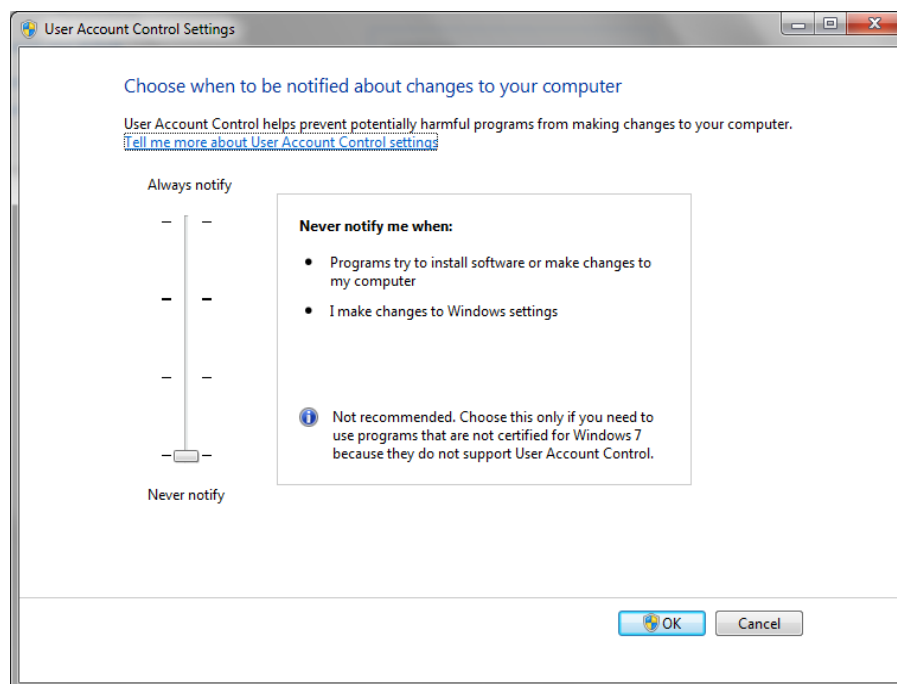 User Account Control Settings
Choose when to be notified about changes to your computer
User Account Control helps prevent potentially harmful programs from making changes to your computer.
Tell me more about User Account Control settings
Always notify
Never notify me when:
Programs try to install software or make changes to
my computer
I make changes to Windows settings
Not recommended. Choose this only if you need to
use programs that are not certified for Windows 7
because they do not support User Account Control.
Never notify
OK
Cancel